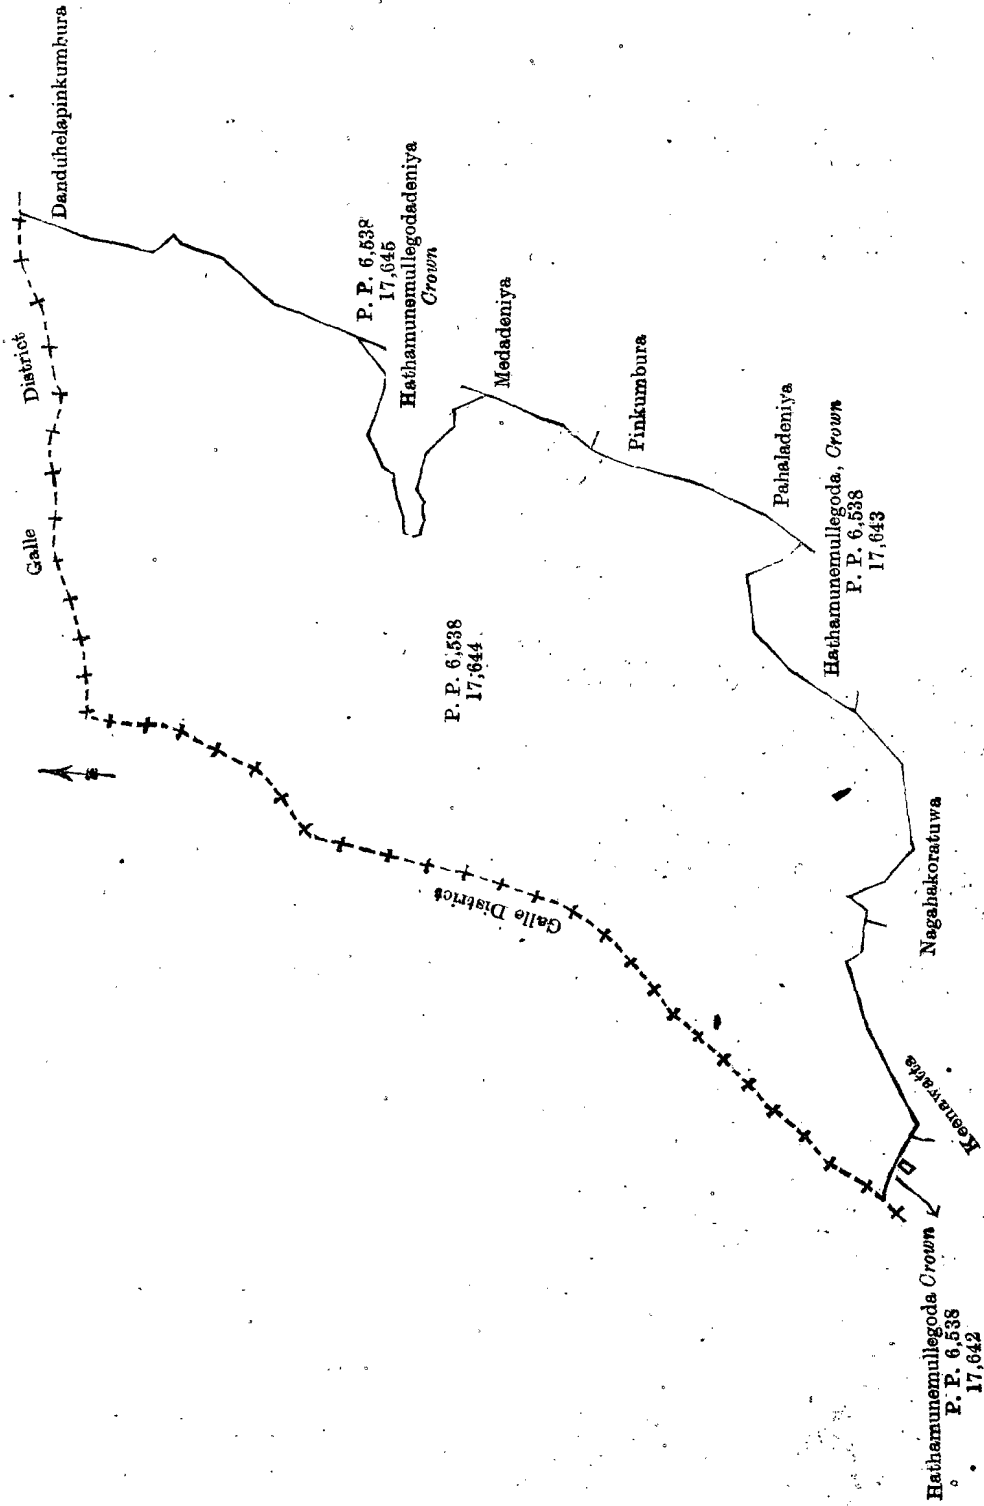 Danduhelapinkumbura
Galle District
P. P. 6,538
17,645
Hathamunemullegodadeniya
Crown
Medadeniya
Pinkumbura
Pahaladeniya
Hathamunemullegoda, Crown
P. P. 6,538
17,643
P. P. 6,538
17,644
Galle District
Nagahakoratuwa
Keenawatta
Hathamunemullegoda Crown
P. P. 6,538
17,642